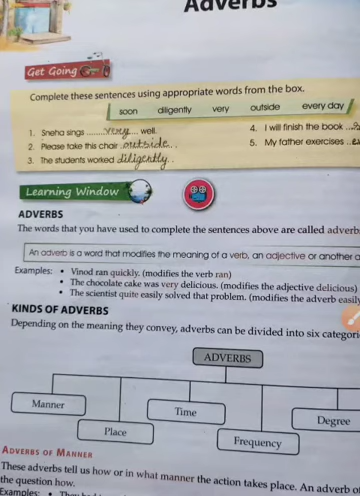 Adverbs
Get Going
Complete these sentences using appropriate words from the box.
soon diligently very outside every day
1. Sneha sings ........very.... well.
2. Please take this chair ..outside...
3. The students worked diligently..
4. I will finish the book ...
5. My father exercises ..
Learning Window
ADVERBS
The words that you have used to complete the sentences above are called adverb
An adverb is a word that modifies the meaning of a verb, an adjective or another a
Examples: • Vinod ran quickly. (modifies the verb ran)
• The chocolate cake was very delicious. (modifies the adjective delicious)
• The scientist quite easily solved that problem. (modifies the adverb easily
KINDS OF ADVERBS
Depending on the meaning they convey, adverbs can be divided into six categori
ADVERBS
Manner
Time
Degree
Place
Frequency
ADVERBS OF MANNER
These adverbs tell us how or in what manner the action takes place. An adverb of
the question how.
Examples: •